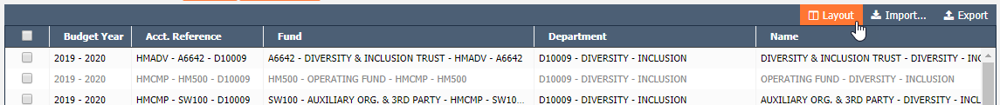 Layout Import... Export
Budget Year Acct. Reference Fund Department Name
2019 - 2020 HMADV - A6642 - D10009 A6642 - DIVERSITY & INCLUSION TRUST - HMADV - A6642 D10009 - DIVERSITY - INCLUSION DIVERSITY & INCLUSION TRUST - DIVERSITY - INC
2019 - 2020 HMCMP - HM500 - D10009 HM500 - OPERATING FUND - HMCMP - HM500 D10009 - DIVERSITY - INCLUSION OPERATING FUND - DIVERSITY - INCLUSION
2019 - 2020 HMCMP - SW100 - D10009 SW100 - AUXILIARY ORG. & 3RD PARTY - HMCMP - SW10... D10009 - DIVERSITY - INCLUSION AUXILIARY ORG. & 3RD PARTY - DIVERSITY - INC